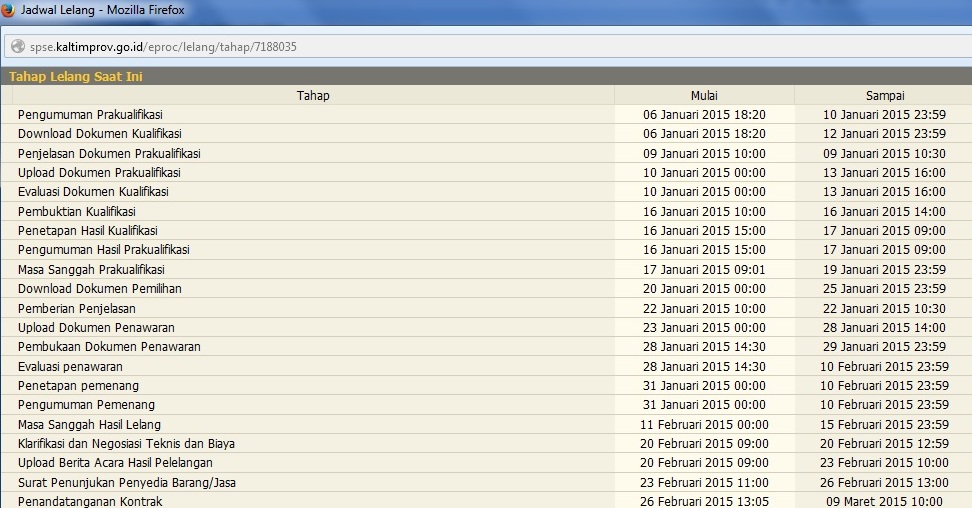 Jadwal Lelang - Mozilla Firefox
spse.kaltimprov.go.id/eproc/lelang/tahap/7188035
Tahap Lelang Saat Ini
Tahap Mulai Sampai
Pengumuman Prakualifikasi 06 Januari 2015 18:20 10 Januari 2015 23:59
Download Dokumen Kualifikasi 06 Januari 2015 18:20 12 Januari 2015 23:59
Penjelasan Dokumen Prakualifikasi 09 Januari 2015 10:00 09 Januari 2015 10:30
Upload Dokumen Prakualifikasi 10 Januari 2015 00:00 13 Januari 2015 16:00
Evaluasi Dokumen Kualifikasi 10 Januari 2015 00:00 13 Januari 2015 16:00
Pembuktian Kualifikasi 16 Januari 2015 10:00 16 Januari 2015 14:00
Penetapan Hasil Kualifikasi 16 Januari 2015 15:00 17 Januari 2015 09:00
Pengumuman Hasil Prakualifikasi 16 Januari 2015 15:00 17 Januari 2015 09:00
Masa Sanggah Prakualifikasi 17 Januari 2015 09:01 19 Januari 2015 23:59
Download Dokumen Pemilihan 20 Januari 2015 00:00 25 Januari 2015 23:59
Pemberian Penjelasan 22 Januari 2015 10:00 22 Januari 2015 10:30
Upload Dokumen Penawaran 23 Januari 2015 00:00 28 Januari 2015 14:00
Pembukaan Dokumen Penawaran 28 Januari 2015 14:30 29 Januari 2015 23:59
Evaluasi penawaran 28 Januari 2015 14:30 10 Februari 2015 23:59
Penetapan pemenang 31 Januari 2015 00:00 10 Februari 2015 23:59
Pengumuman Pemenang 31 Januari 2015 00:00 10 Februari 2015 23:59
Masa Sanggah Hasil Lelang 11 Februari 2015 00:00 15 Februari 2015 23:59
Klarifikasi dan Negosiasi Teknis dan Biaya 20 Februari 2015 09:00 20 Februari 2015 12:59
Upload Berita Acara Hasil Pelelangan 20 Februari 2015 09:00 23 Februari 2015 10:00
Surat Penunjukan Penyedia Barang/Jasa 23 Februari 2015 11:00 26 Februari 2015 13:00
Penandatanganan Kontrak 26 Februari 2015 13:05 09 Maret 2015 10:00